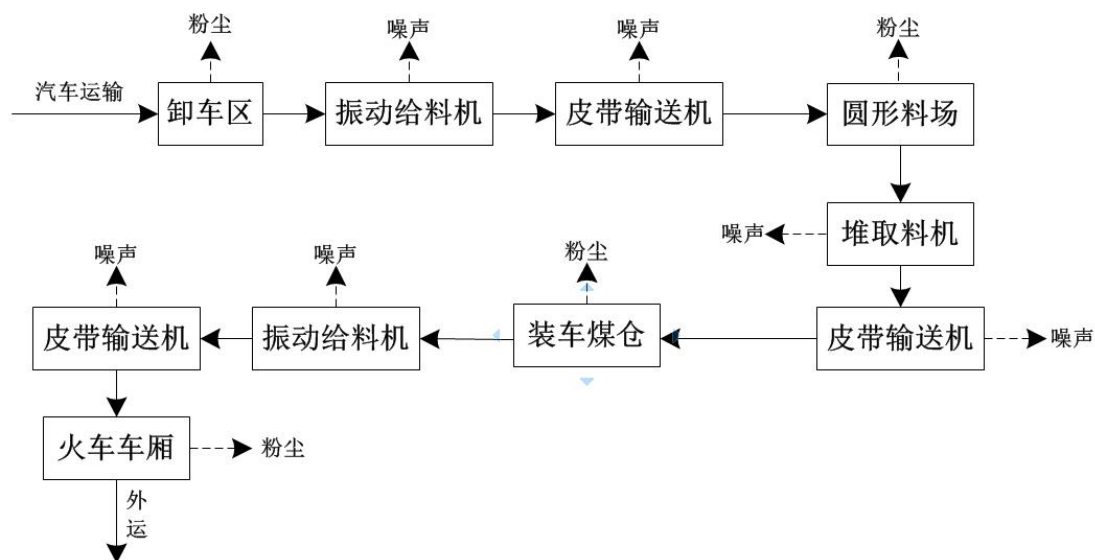 粉尘
噪声
噪声
粉尘
汽车运输
卸车区
振动给料机
皮带输送机
圆形料场
噪声
堆取料机
噪声
噪声
粉尘
皮带输送机
振动给料机
装车煤仓
皮带输送机
噪声
火车车厢
粉尘
外
运